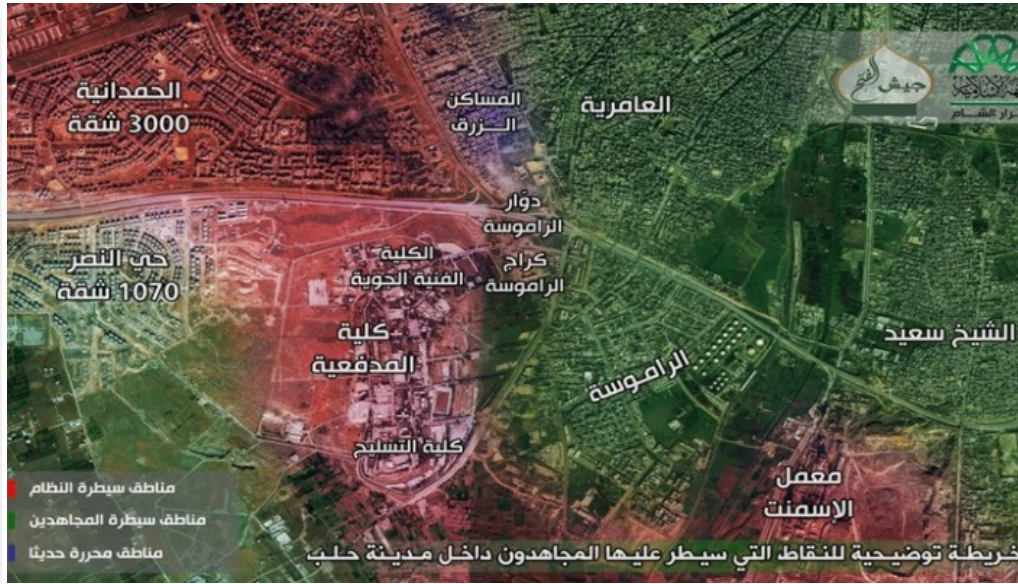 جيش الفتح
الحمدانية
3000 شقة
المساكن
الــزرق
العامرية
دوّار
الراموسة
الكلية
الفنية الجوية
كراج
الراموسة
حي النصر
1070 شقة
كلية
المدفعية
الراموسة
الشيخ سعيد
كلية التسليح
معمل
الإسمنت
مناطق سيطرة النظام
مناطق سيطرة المجاهدين
مناطق محررة حديثا
خريطة توضيحية للنقاط التي سيطر عليها المجاهدون داخل مدينة حلب